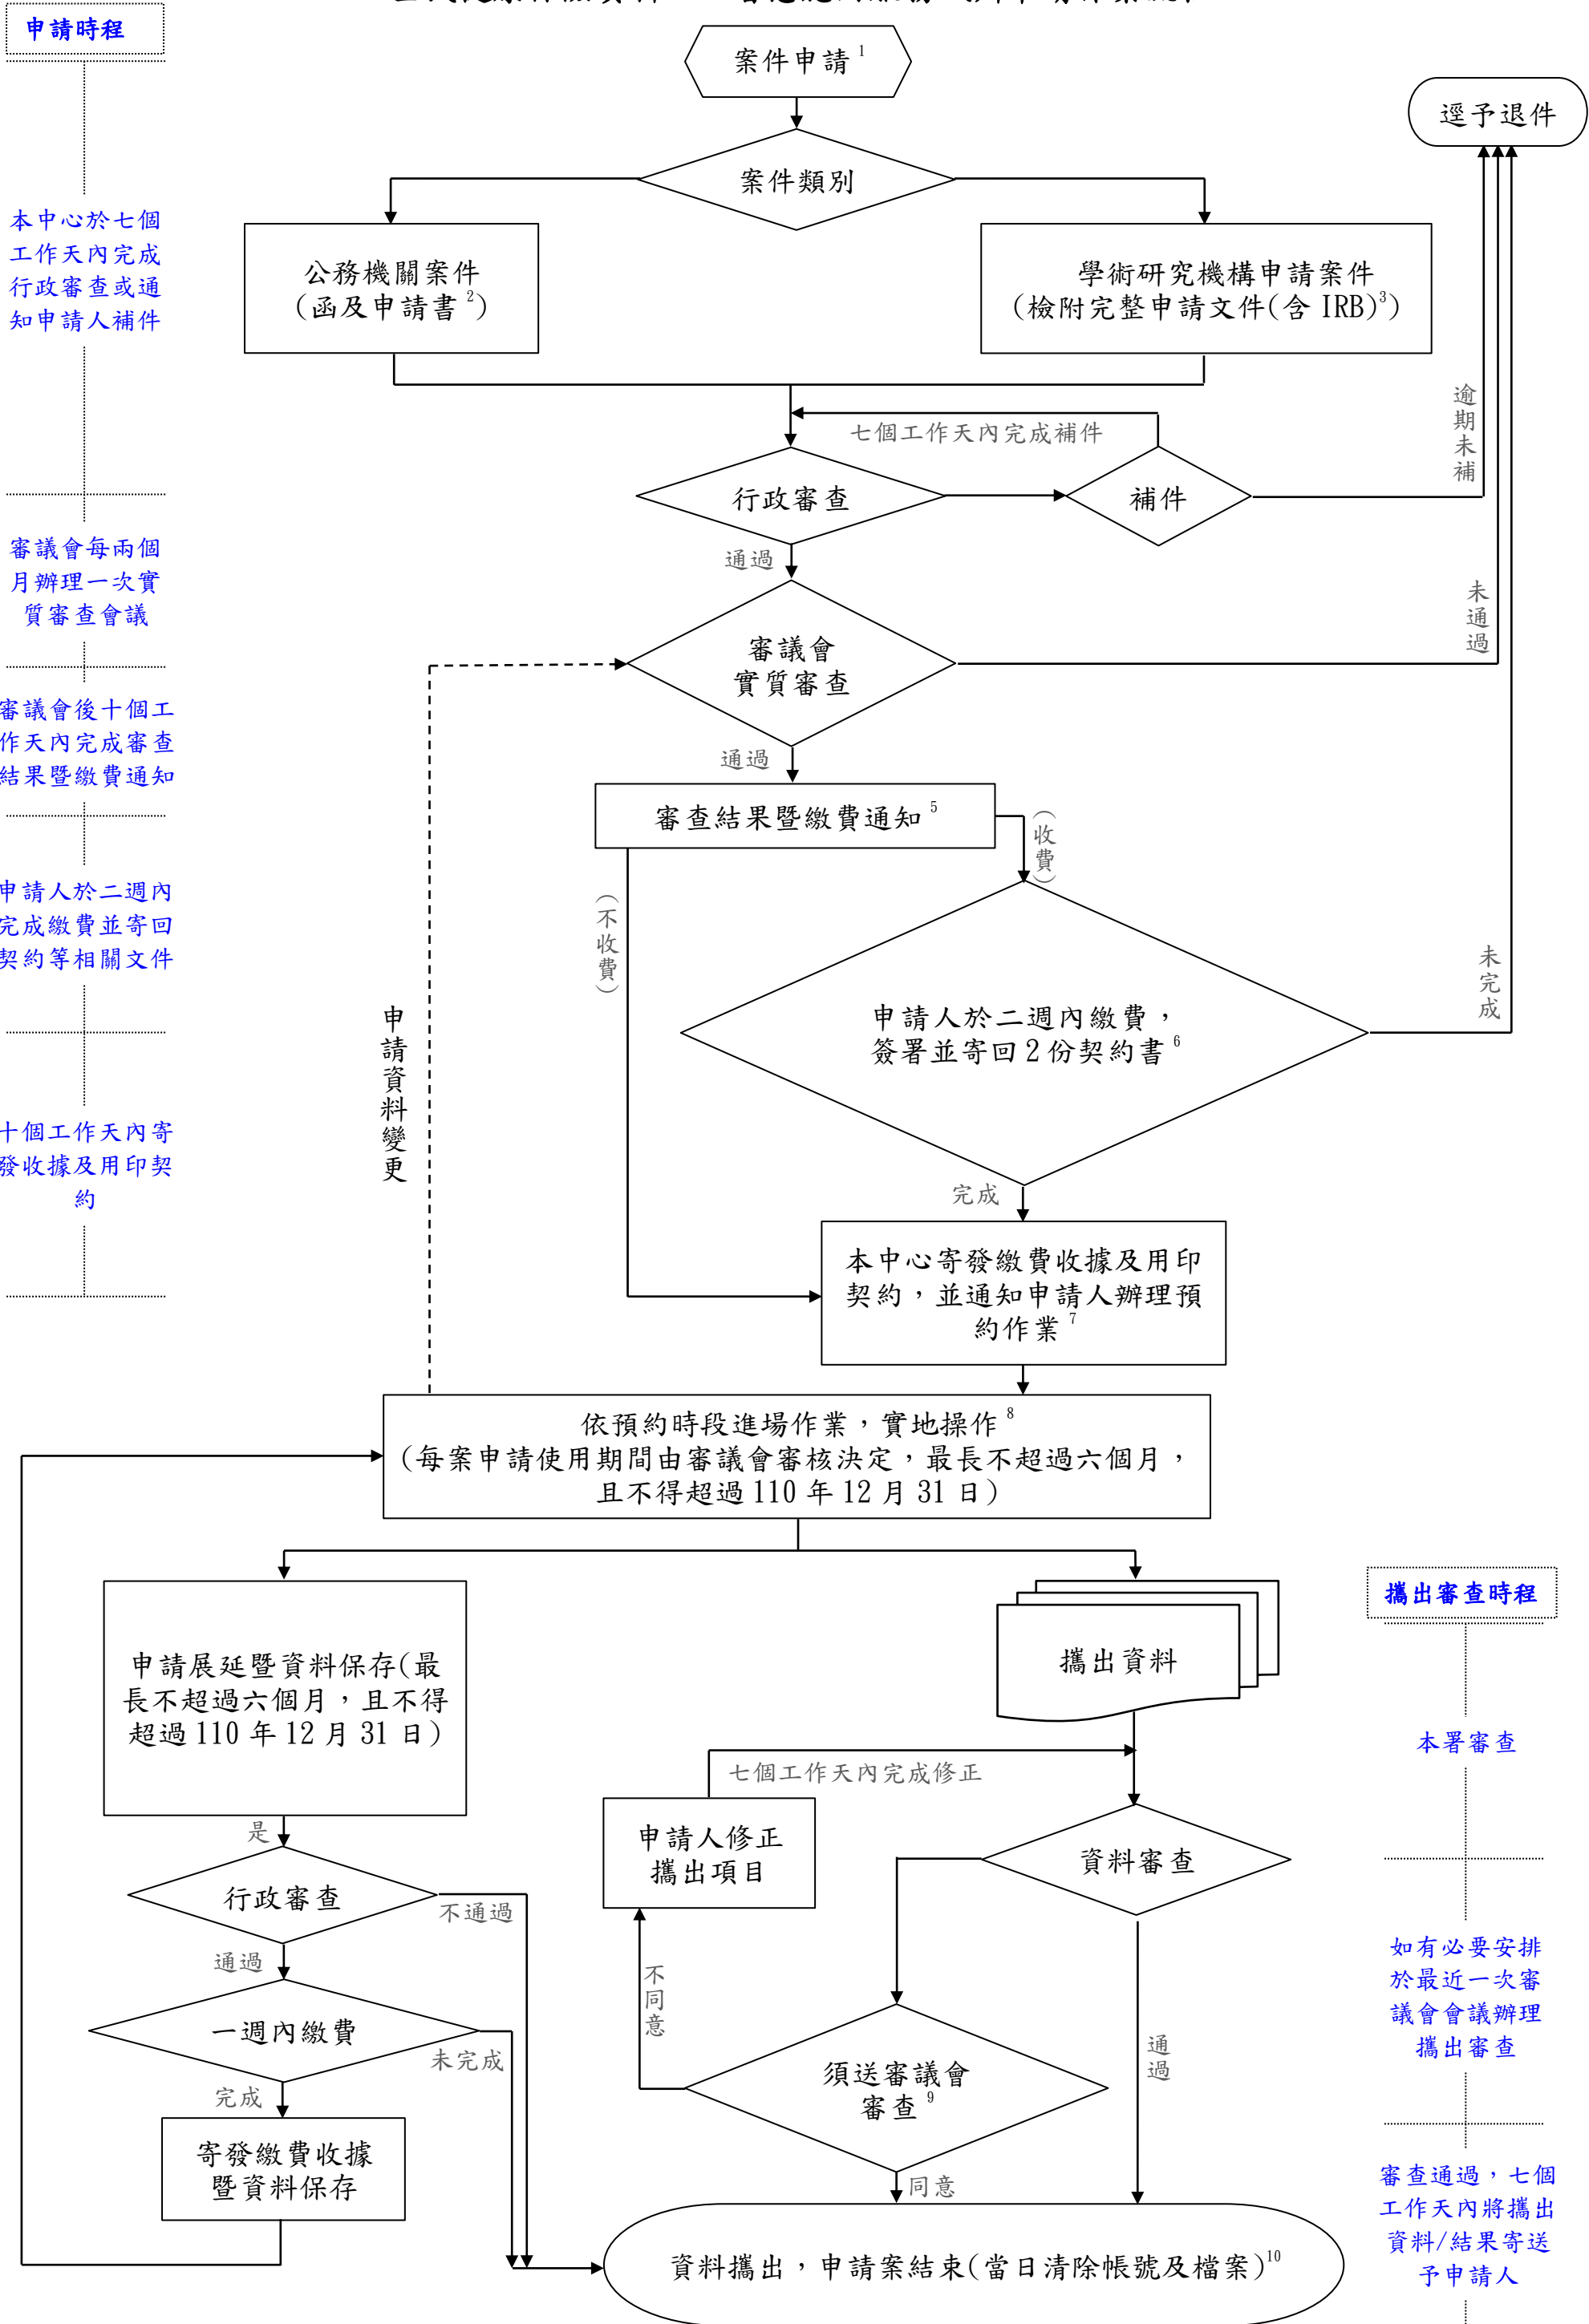 申請時程
案件申請1
逕予退件
案件類別
本中心於七個
工作天內完成
行政審查或通
知申請人補件
公務機關案件
(函及申請書2)
學術研究機構申請案件
(檢附完整申請文件(含 IRB)3)
逾期未補
七個工作天內完成補件
行政審查
補件
通過
審議會每兩個
月辦理一次實
質審查會議
未通過
審議會
實質審查
審議會後十個工
作天內完成審查
結果暨繳費通知
通過
審查結果暨繳費通知5
(收費)
(不收費)
申請人於二週內
完成繳費並寄回
契約等相關文件
未完成
申請人於二週內繳費，
簽署並寄回 2 份契約書6
申請資料變更
十個工作天內寄
發收據及用印契
約
完成
本中心寄發繳費收據及用印
契約，並通知申請人辦理預
約作業7
依預約時段進場作業，實地操作8
(每案申請使用期間由審議會審核決定，最長不超過六個月，
且不得超過 110 年 12 月 31 日)
申請展延暨資料保存(最
長不超過六個月，且不得
超過 110 年 12 月 31 日)
攜出資料
攜出審查時程
本署審查
七個工作天內完成修正
申請人修正
攜出項目
資料審查
是
行政審查
不通過
通過
一週內繳費
未完成
完成
寄發繳費收據
暨資料保存
不同意
須送審議會
審查9
通過
同意
如有必要安排
於最近一次審
議會會議辦理
攜出審查
審查通過，七個
工作天內將攜出
資料/結果寄送
予申請人
資料攜出，申請案結束(當日清除帳號及檔案)10